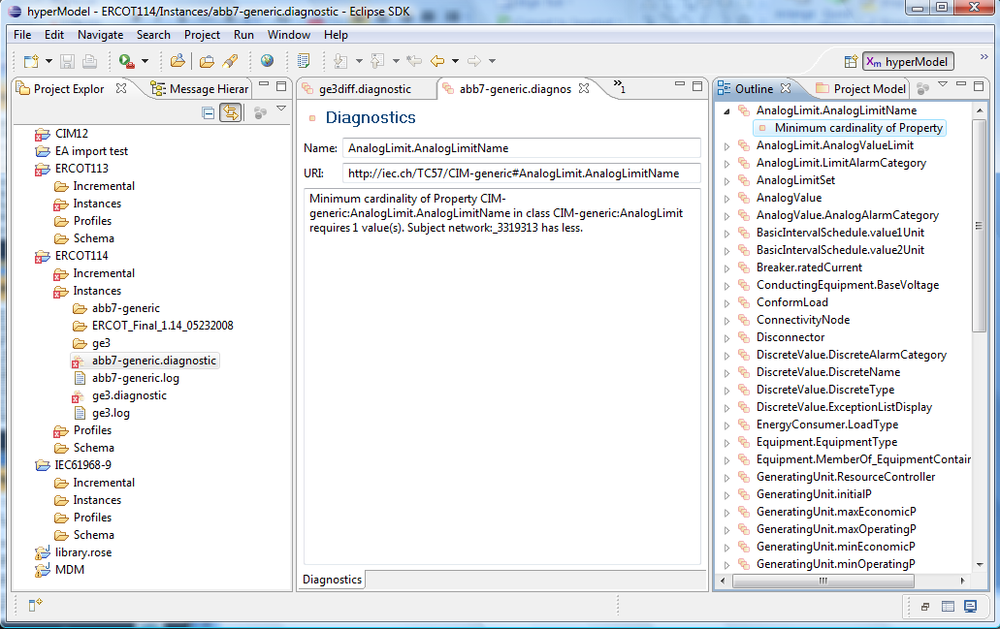 hyperModel - ERCOT114/Instances/abb7-generic.diagnostic - Eclipse SDK
File Edit Navigate Search Project Run Window Help
hyperModel
Project Explor
Message Hierar
CIM12
EA import test
ERCOT113
Incremental
Instances
Profiles
Schema
ERCOT114
Incremental
Instances
abb7-generic
ERCOT_Final_1.14_05232008
ge3
abb7-generic.diagnostic
abb7-generic.log
ge3.diagnostic
ge3.log
Profiles
Schema
IEC61968-9
Incremental
Instances
Profiles
Schema
library.rose
MDM
ge3diff.diagnostic
abb7-generic.diagnos
»1
Diagnostics
Name: AnalogLimit.AnalogLimitName
URI: http://iec.ch/TC57/CIM-generic#AnalogLimit.AnalogLimitName
Minimum cardinality of Property CIM-
generic:AnalogLimit.AnalogLimitName in class CIM-generic:AnalogLimit
requires 1 value(s). Subject network:_3319313 has less.
Diagnostics
Outline
Project Model
AnalogLimit.AnalogLimitName
Minimum cardinality of Property
AnalogLimit.AnalogValueLimit
AnalogLimit.LimitAlarmCategory
AnalogLimitSet
AnalogValue
AnalogValue.AnalogAlarmCategory
BasicIntervalSchedule.value1Unit
BasicIntervalSchedule.value2Unit
Breaker.ratedCurrent
ConductingEquipment.BaseVoltage
ConformLoad
ConnectivityNode
Disconnector
DiscreteValue.DiscreteAlarmCategory
DiscreteValue.DiscreteName
DiscreteValue.DiscreteType
DiscreteValue.ExceptionListDisplay
EnergyConsumer.LoadType
Equipment.EquipmentType
Equipment.MemberOf_EquipmentContair
GeneratingUnit.ResourceController
GeneratingUnit.initialP
GeneratingUnit.maxEconomicP
GeneratingUnit.maxOperatingP
GeneratingUnit.minEconomicP
GeneratingUnit.minOperatingP